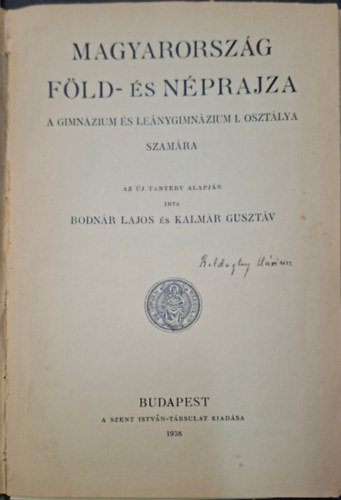 MAGYARORSZÁG
FÖLD- ÉS NÉPRAJZA
A GIMNÁZIUM ÉS LEÁNYGIMNÁZIUM I. OSZTÁLYA
SZÁMÁRA
AZ ÚJ TANTERV ALAPJÁN
IRTA
BODNÁR LAJOS ÉS KALMÁR GUSZTÁV
BUDAPEST
A SZENT ISTVÁN-TÁRSULAT KIADÁSA
1938